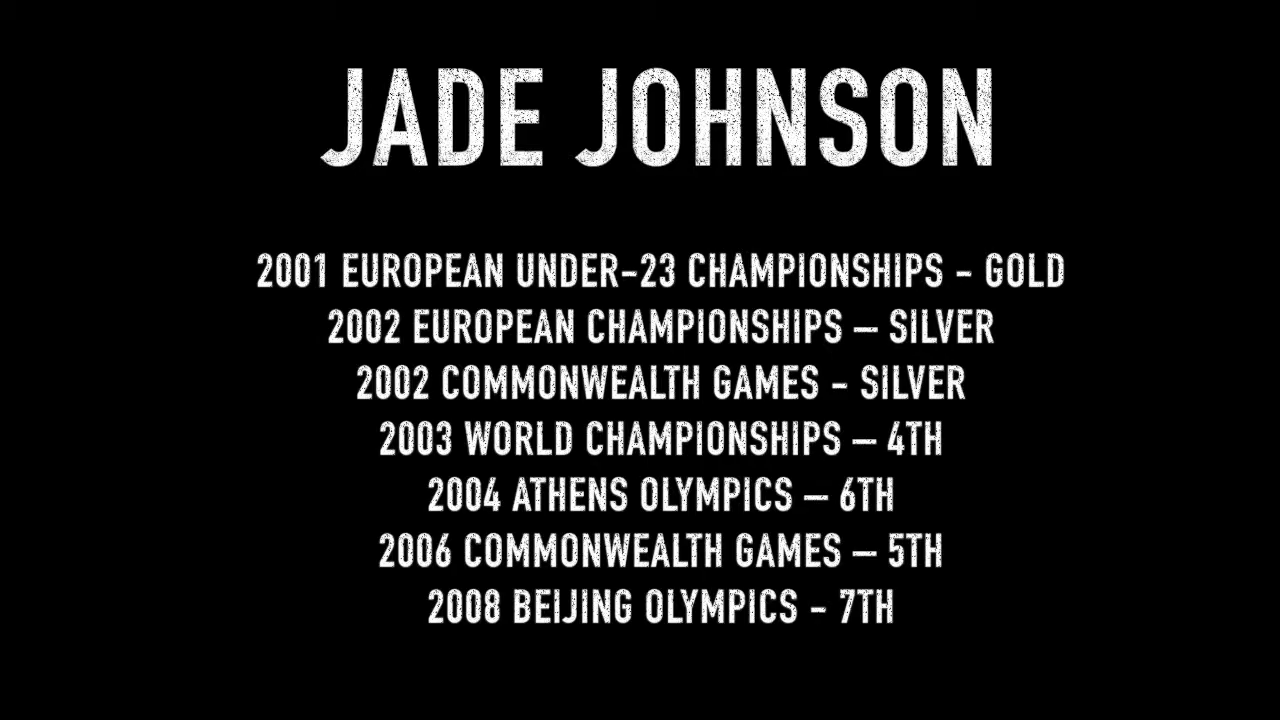 JADE JOHNSON
2001 EUROPEAN UNDER-23 CHAMPIONSHIPS - GOLD
2002 EUROPEAN CHAMPIONSHIPS — SILVER
2002 COMMONWEALTH GAMES - SILVER
2003 WORLD CHAMPIONSHIPS — 4TH
2004 ATHENS OLYMPICS — 6TH
2006 COMMONWEALTH GAMES — 5TH
2008 BEIJING OLYMPICS - 7TH